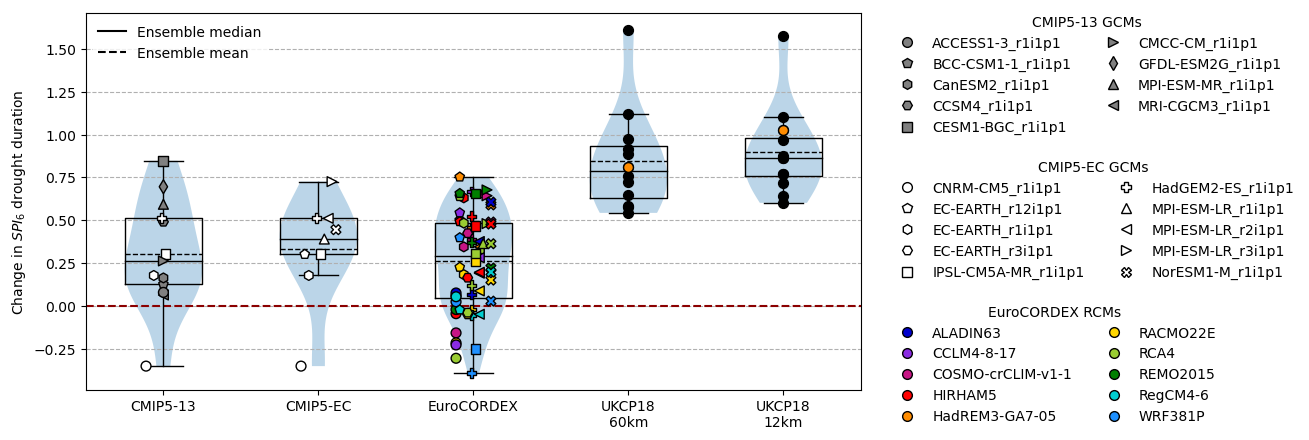 Change in SPI6 drought duration
1.50
1.25
1.00
0.75
0.50
0.25
0.00
−0.25
Ensemble median
Ensemble mean
CMIP5-13
CMIP5-EC
EuroCORDEX
UKCP18
60km
UKCP18
12km
CMIP5-13 GCMs
ACCESS1-3_r1i1p1
BCC-CSM1-1_r1i1p1
CanESM2_r1i1p1
CCSM4_r1i1p1
CESM1-BGC_r1i1p1
CMCC-CM_r1i1p1
GFDL-ESM2G_r1i1p1
MPI-ESM-MR_r1i1p1
MRI-CGCM3_r1i1p1
CMIP5-EC GCMs
CNRM-CM5_r1i1p1
EC-EARTH_r12i1p1
EC-EARTH_r1i1p1
EC-EARTH_r3i1p1
IPSL-CM5A-MR_r1i1p1
HadGEM2-ES_r1i1p1
MPI-ESM-LR_r1i1p1
MPI-ESM-LR_r2i1p1
MPI-ESM-LR_r3i1p1
NorESM1-M_r1i1p1
EuroCORDEX RCMs
ALADIN63
CCLM4-8-17
COSMO-crCLIM-v1-1
HIRHAM5
HadREM3-GA7-05
RACMO22E
RCA4
REMO2015
RegCM4-6
WRF381P